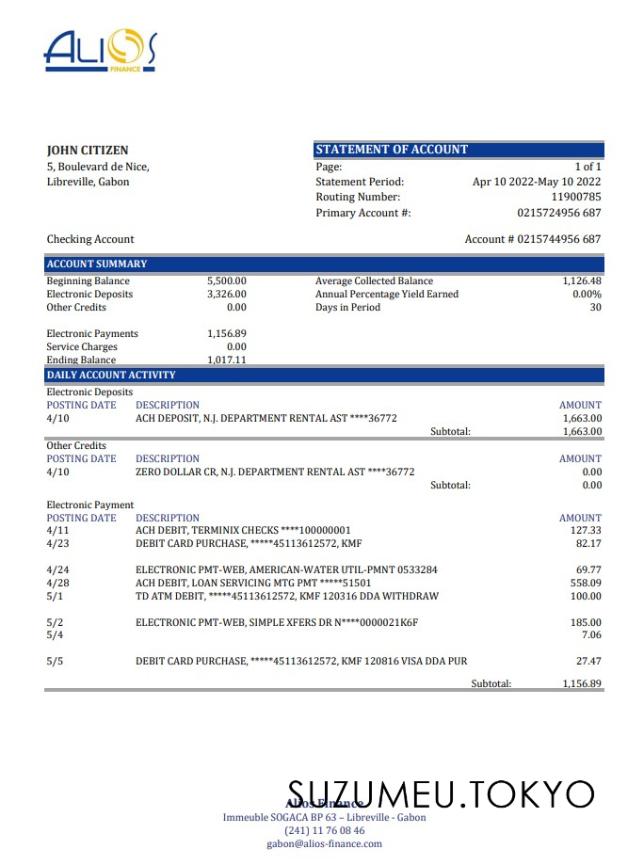 ALIOS
FINANCE
JOHN CITIZEN
5, Boulevard de Nice,
Libreville, Gabon
STATEMENT OF ACCOUNT
Page: 1 of 1
Statement Period: Apr 10 2022-May 10 2022
Routing Number: 11900785
Primary Account #: 0215724956 687
Checking Account Account # 0215744956 687
ACCOUNT SUMMARY
Beginning Balance 5,500.00 Average Collected Balance 1,126.48
Electronic Deposits 3,326.00 Annual Percentage Yield Earned 0.00%
Other Credits 0.00 Days in Period 30
Electronic Payments 1,156.89
Service Charges 0.00
Ending Balance 1,017.11
DAILY ACCOUNT ACTIVITY
Electronic Deposits
POSTING DATE DESCRIPTION AMOUNT
4/10 ACH DEPOSIT, N.J. DEPARTMENT RENTAL AST ****36772 1,663.00
Subtotal: 1,663.00
Other Credits
POSTING DATE DESCRIPTION AMOUNT
4/10 ZERO DOLLAR CR, N.J. DEPARTMENT RENTAL AST ****36772 0.00
Subtotal: 0.00
Electronic Payment
POSTING DATE DESCRIPTION AMOUNT
4/11 ACH DEBIT, TERMINIX CHECKS ****100000001 127.33
4/23 DEBIT CARD PURCHASE, *****45113612572, KMF 82.17
4/24 ELECTRONIC PMT-WEB, AMERICAN-WATER UTIL-PMNT 0533284 69.77
4/28 ACH DEBIT, LOAN SERVICING MTG PMT *****51501 558.09
5/1 TD ATM DEBIT, *****45113612572, KMF 120316 DDA WITHDRAW 100.00
5/2 ELECTRONIC PMT-WEB, SIMPLE XFERS DR N****0000021K6F 185.00
5/4 7.06
5/5 DEBIT CARD PURCHASE, *****45113612572, KMF 120816 VISA DDA PUR 27.47
Subtotal: 1,156.89
SUZUMEU.TOKYO
Alios Finance
Immeuble SOGACA BP 63 – Libreville - Gabon
(241) 11 76 08 46
gabon@alios-finance.com